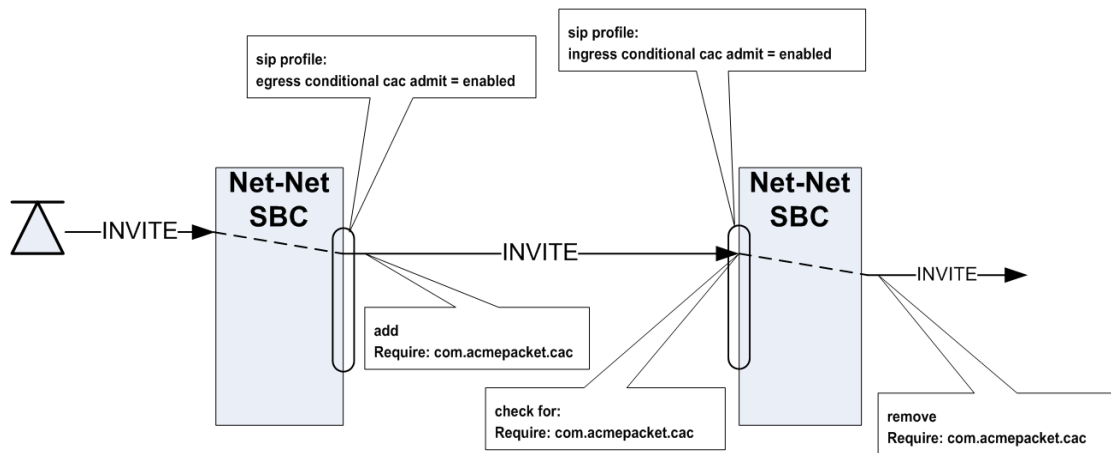 sip profile:
egress conditional cac admit = enabled
sip profile:
ingress conditional cac admit = enabled
Net-Net
SBC
Net-Net
SBC
INVITE
INVITE
INVITE
add
Require: com.acmepacket.cac
check for:
Require: com.acmepacket.cac
remove
Require: com.acmepacket.cac